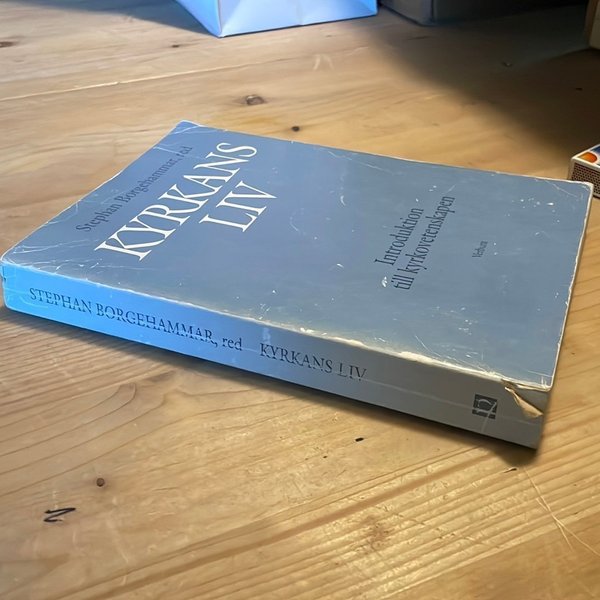 Stephan Borgehammar, red
KYRKANS
LIV
Introduktion
till kyrkovetenskapen
Verbum
STEPHAN BORGEHAMMAR, red KYRKANS LIV